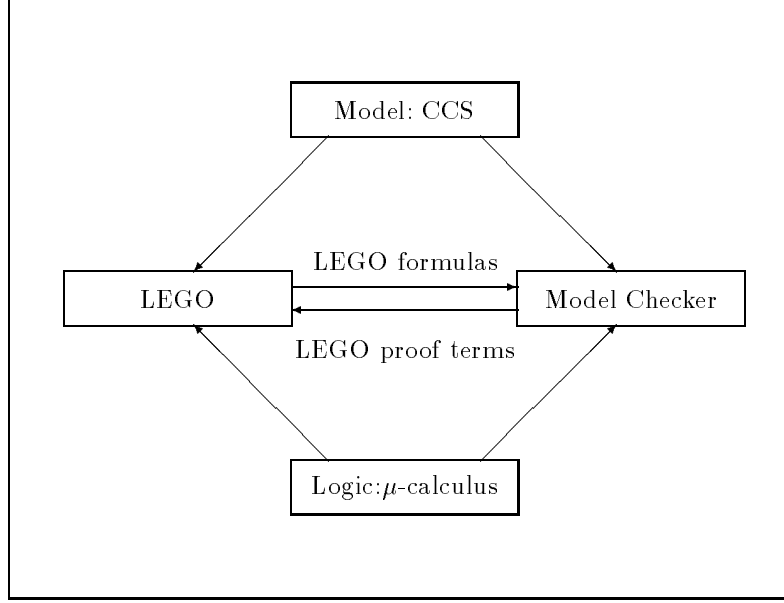 Model: CCS
LEGO formulas
LEGO
Model Checker
LEGO proof terms
Logic:μ-calculus